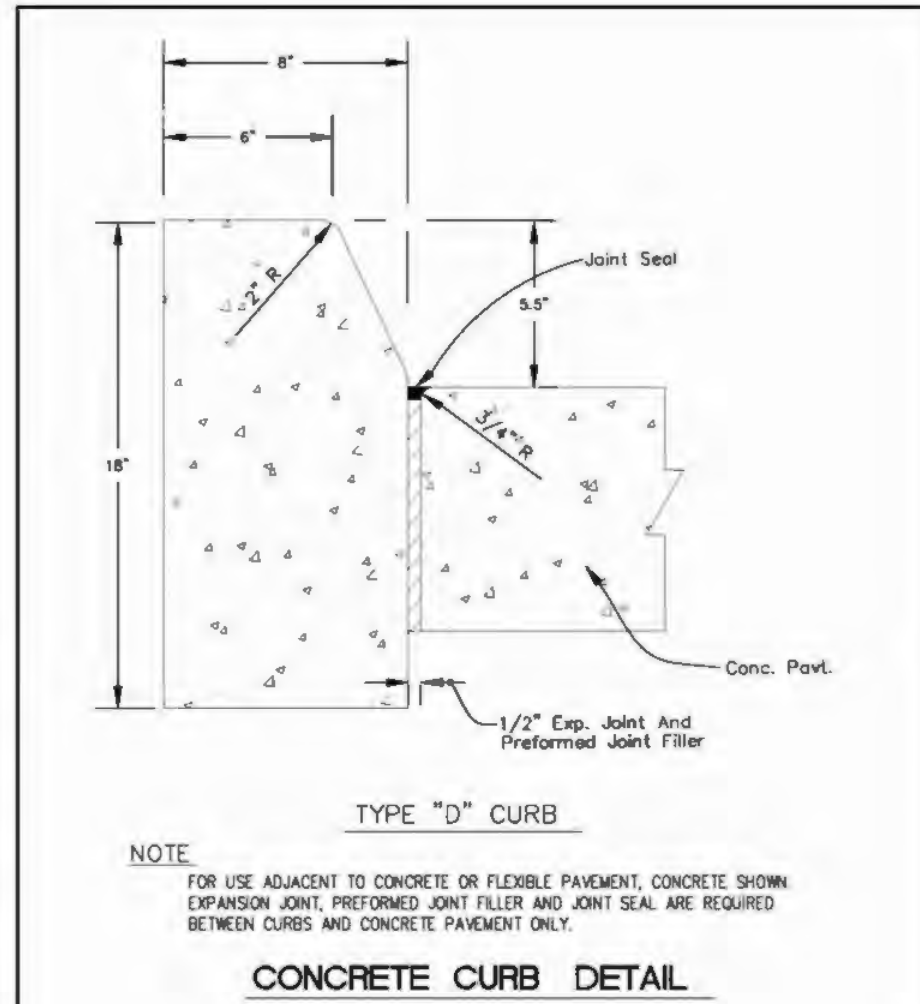 8"
6"
2" R
Joint Seal
5.5"
3/4" R
18"
Conc. Pavt.
1/2" Exp. Joint And
Preformed Joint Filler
TYPE "D" CURB
NOTE
FOR USE ADJACENT TO CONCRETE OR FLEXIBLE PAVEMENT, CONCRETE SHOWN.
EXPANSION JOINT, PREFORMED JOINT FILLER AND JOINT SEAL ARE REQUIRED
BETWEEN CURBS AND CONCRETE PAVEMENT ONLY.
CONCRETE CURB DETAIL